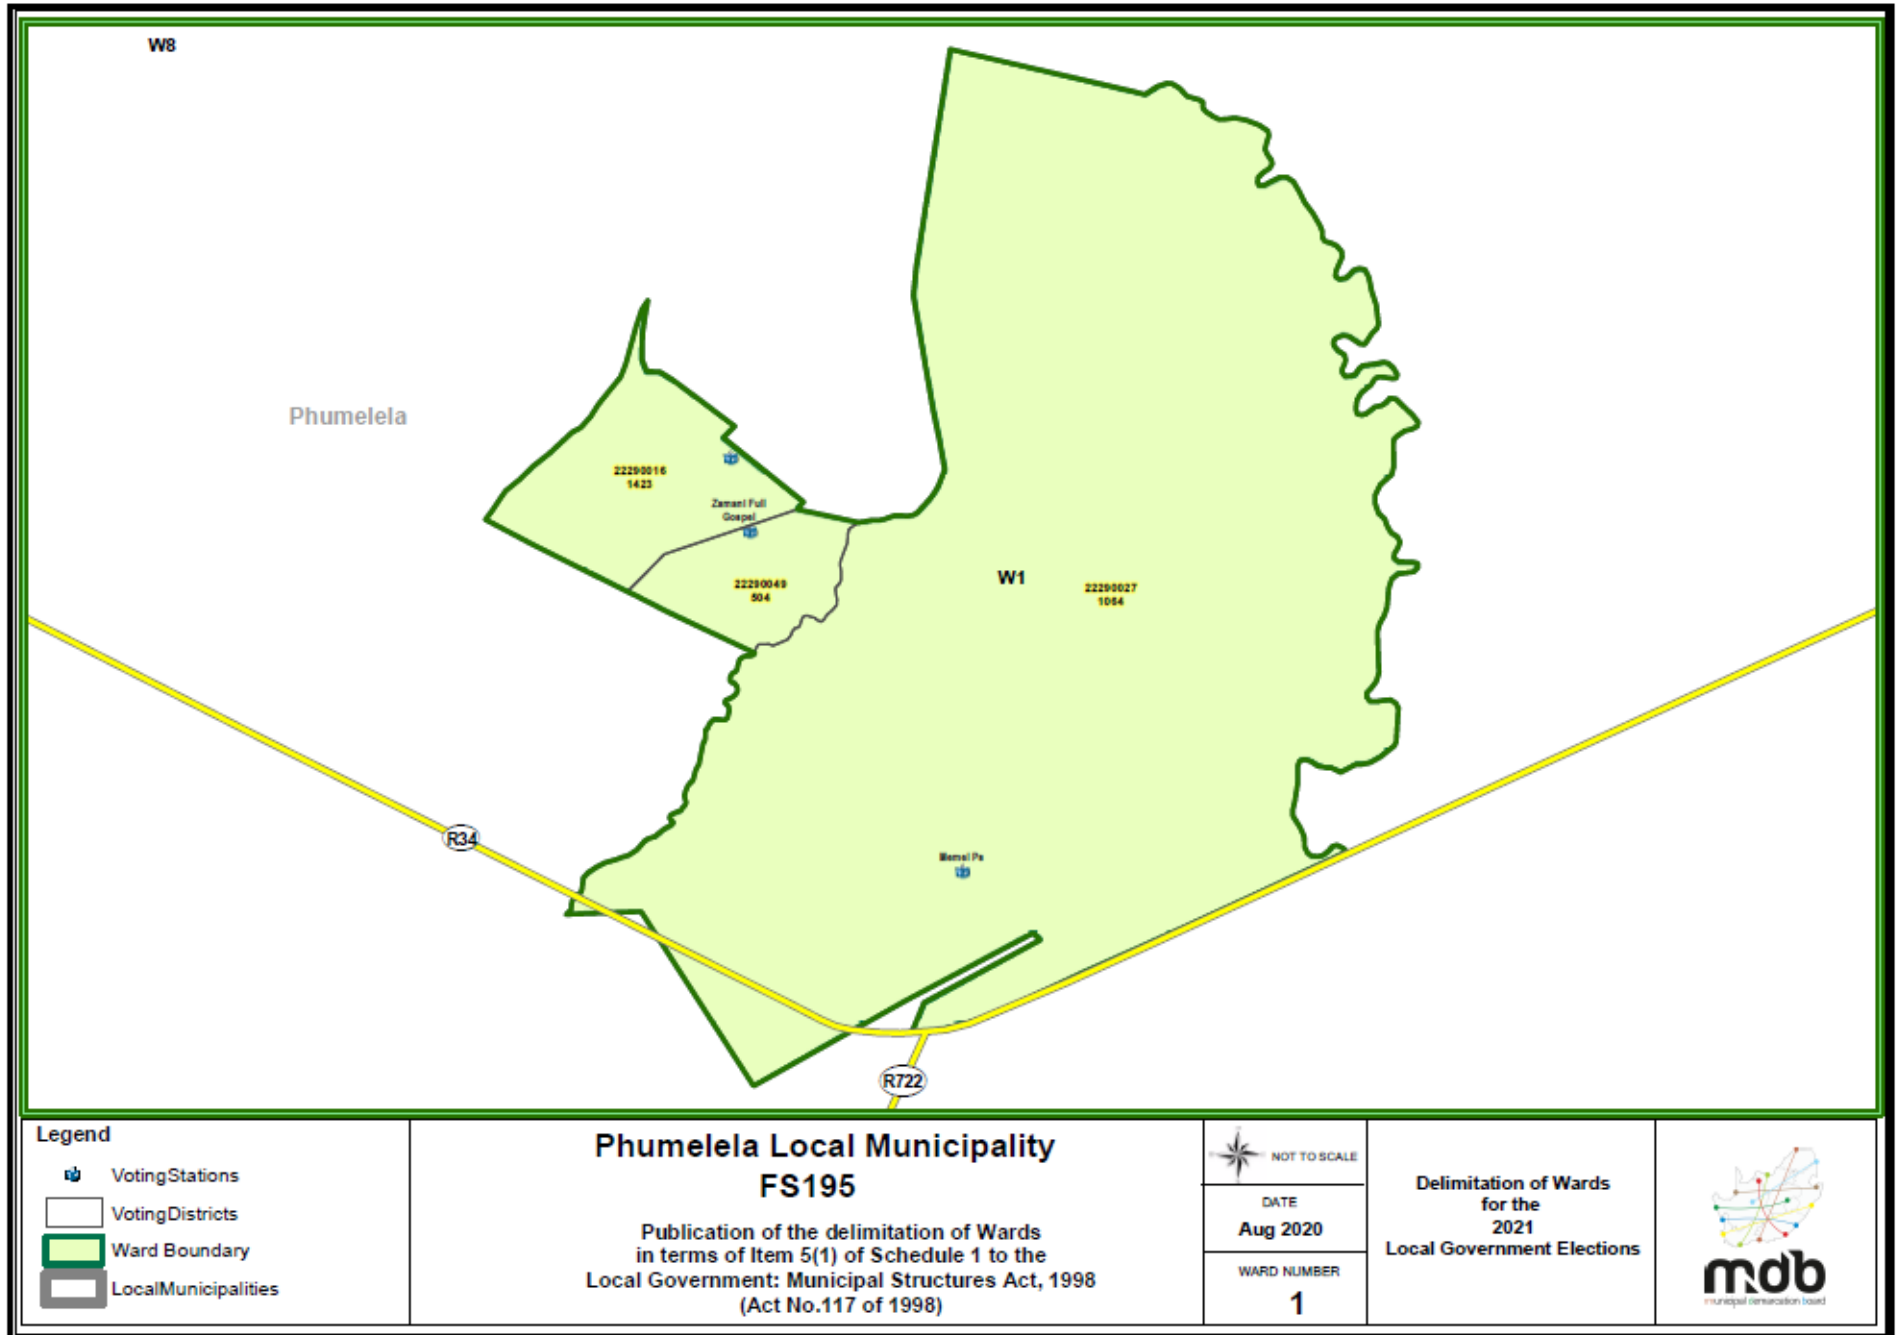 W8
Phumelela
22290016
1423
Zamani Full
Gospel
22290049
504
W1
22290027
1064
R34
Memel Ps
R722
Legend
VotingStations
VotingDistricts
Ward Boundary
LocalMunicipalities
Phumelela Local Municipality
FS195
Publication of the delimitation of Wards
in terms of Item 5(1) of Schedule 1 to the
Local Government: Municipal Structures Act, 1998
(Act No.117 of 1998)
NOT TO SCALE
DATE
Aug 2020
WARD NUMBER
1
Delimitation of Wards
for the
2021
Local Government Elections
mdb
municipal demarcation board